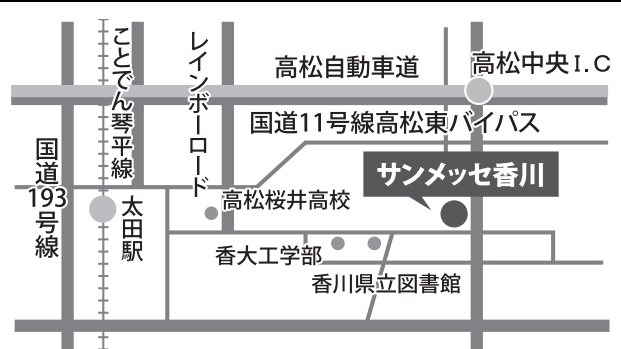 高松自動車道
高松中央I.C
国道11号線高松東バイパス
ことでん琴平線
レインボーロード
国道193号線
サンメッセ香川
高松桜井高校
太田駅
香大工学部
香川県立図書館